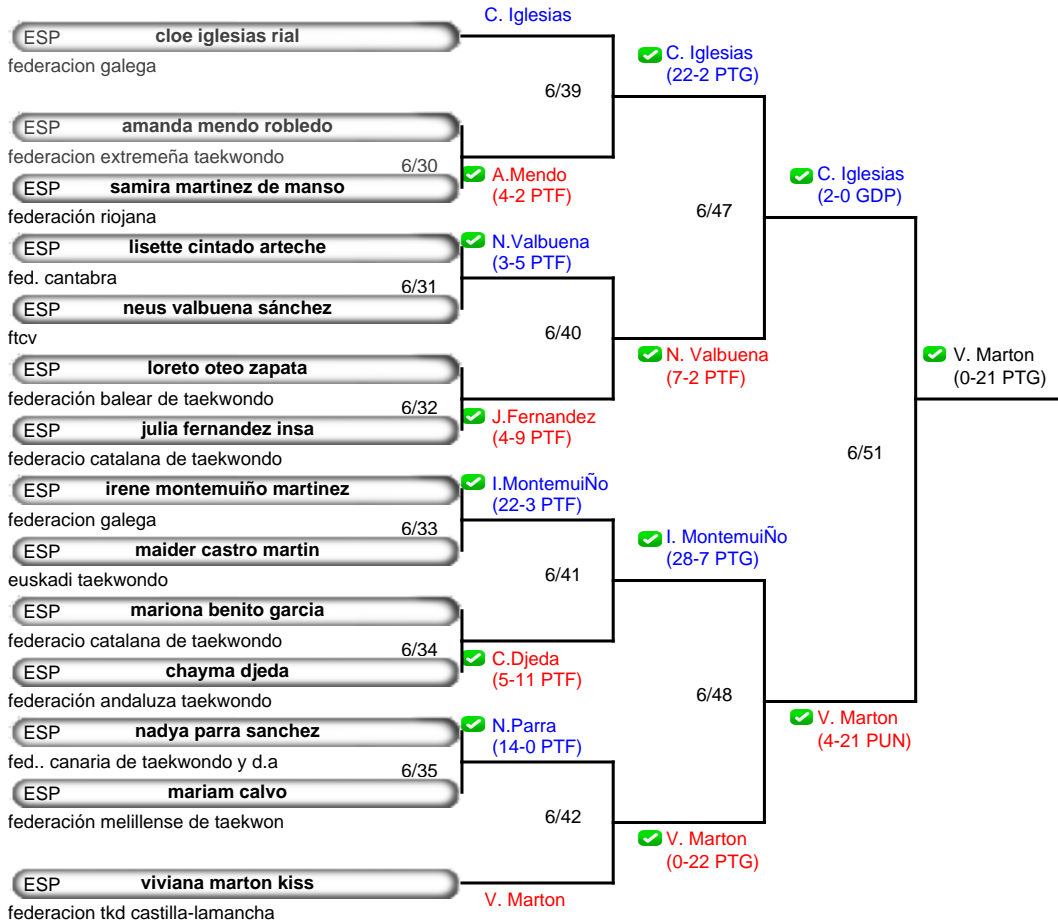 C. Iglesias
ESP cloe iglesias rial
federacion galega
C. Iglesias
(22-2 PTG)
6/39
ESP amanda mendo robledo
federacion extremeña taekwondo
6/30
A.Mendo
(4-2 PTF)
ESP samira martinez de manso
federación riojana
C. Iglesias
(2-0 GDP)
6/47
ESP lisette cintado arteche
fed. cantabra
N.Valbuena
(3-5 PTF)
6/31
ESP neus valbuena sánchez
ftcv
6/40
N. Valbuena
(7-2 PTF)
V. Marton
(0-21 PTG)
ESP loreto oteo zapata
federación balear de taekwondo
6/32
J.Fernandez
(4-9 PTF)
ESP julia fernandez insa
federacio catalana de taekwondo
6/51
ESP irene montemuiño martinez
federacion galega
I.MontemuiÑo
(22-3 PTF)
6/33
ESP maider castro martin
euskadi taekwondo
I. MontemuiÑo
(28-7 PTG)
6/41
ESP mariona benito garcia
federacio catalana de taekwondo
6/34
C.Djeda
(5-11 PTF)
ESP chayma djeda
federación andaluza taekwondo
6/48
V. Marton
(4-21 PUN)
ESP nadya parra sanchez
fed.. canaria de taekwondo y d.a
N.Parra
(14-0 PTF)
6/35
ESP mariam calvo
federación melillense de taekwon
6/42
V. Marton
(0-22 PTG)
ESP viviana marton kiss
federacion tkd castilla-lamancha
V. Marton